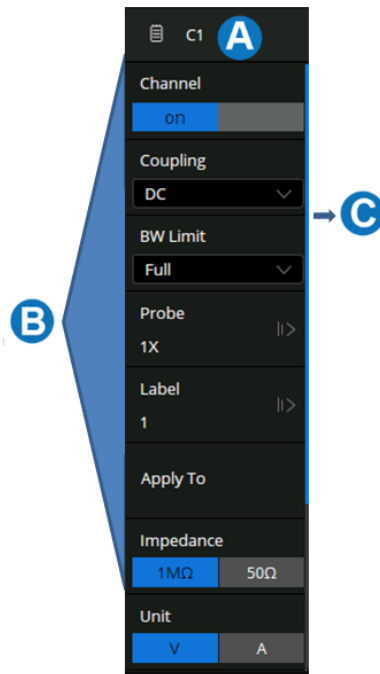 C1 A
Channel
on
Coupling
DC
C
BW Limit
Full
B
Probe
1X
Label
1
Apply To
Impedance
1MΩ 50Ω
Unit
V A